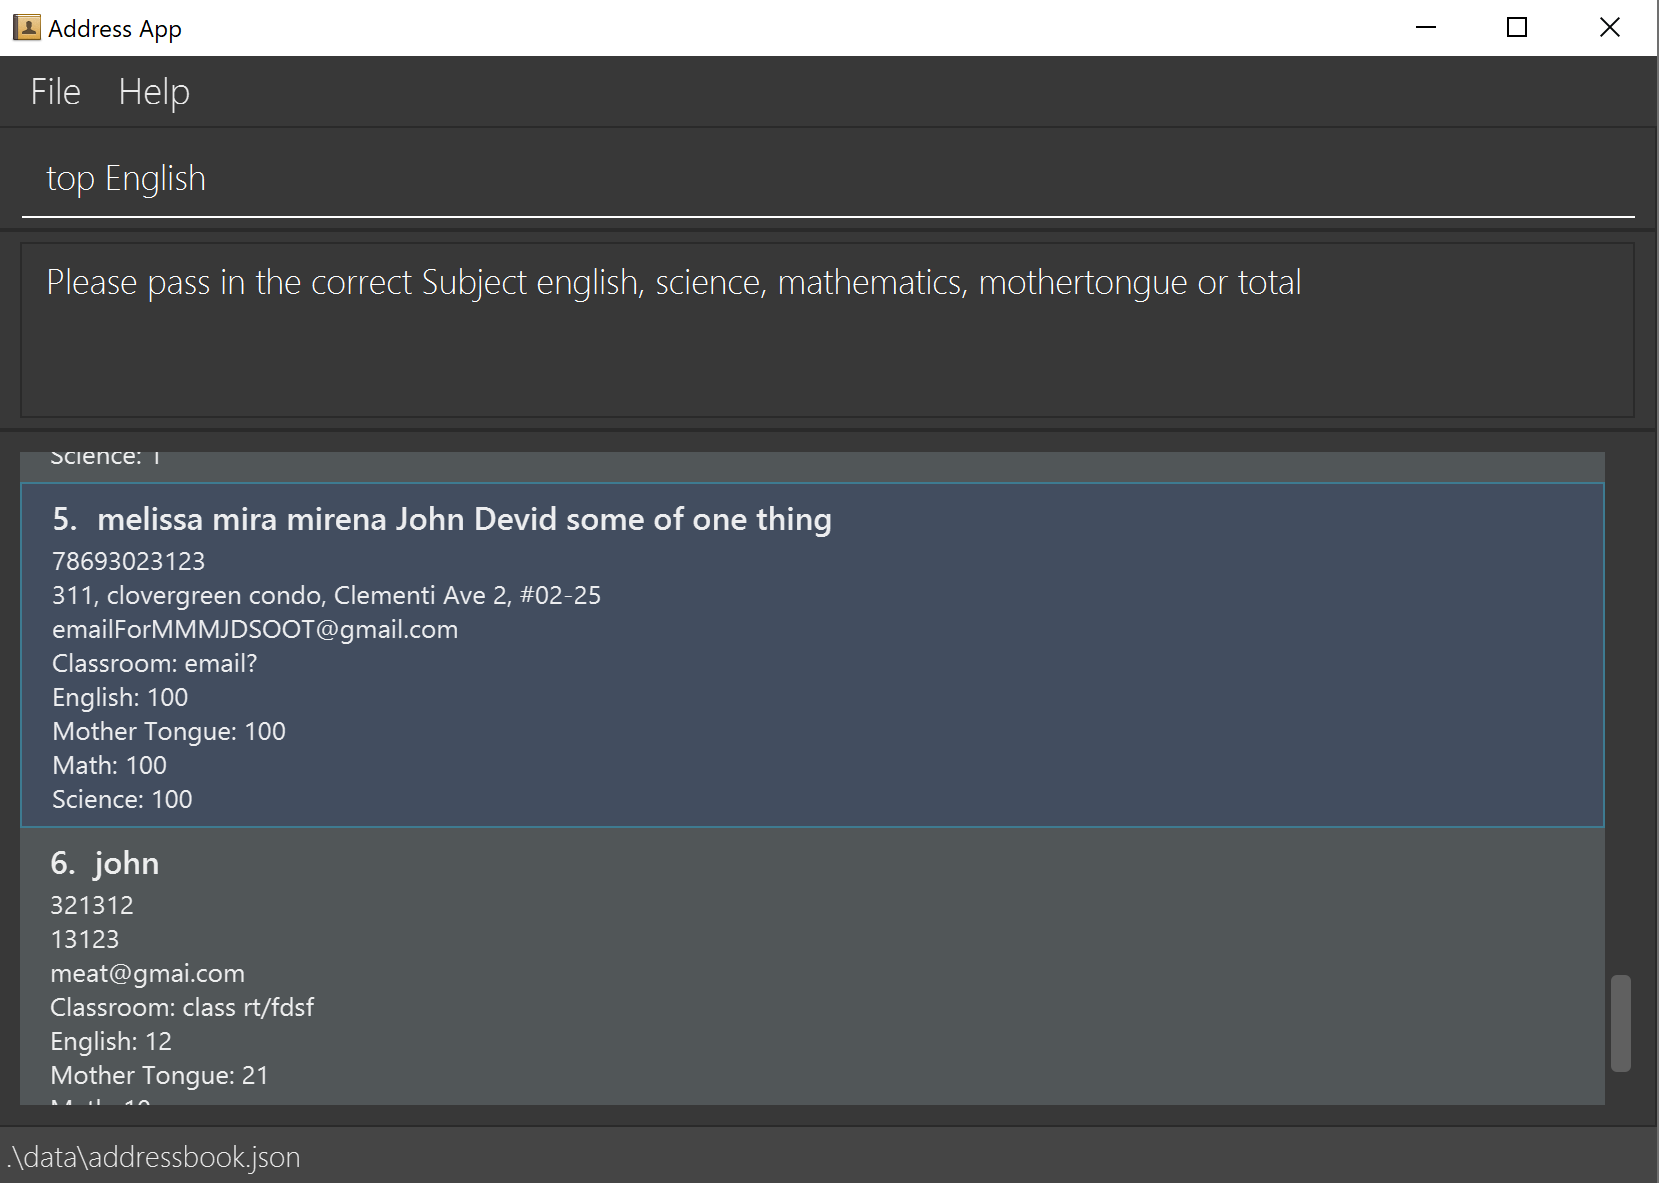 Address App
File Help
top English
Please pass in the correct Subject english, science, mathematics, mothertongue or total
Science: 1
5. melissa mira mirena John Devid some of one thing
78693023123
311, clovergreen condo, Clementi Ave 2, #02-25
emailForMMMJDSOOT@gmail.com
Classroom: email?
English: 100
Mother Tongue: 100
Math: 100
Science: 100
6. john
321312
13123
meat@gmai.com
Classroom: class rt/fdsf
English: 12
Mother Tongue: 21
.\data\addressbook.json